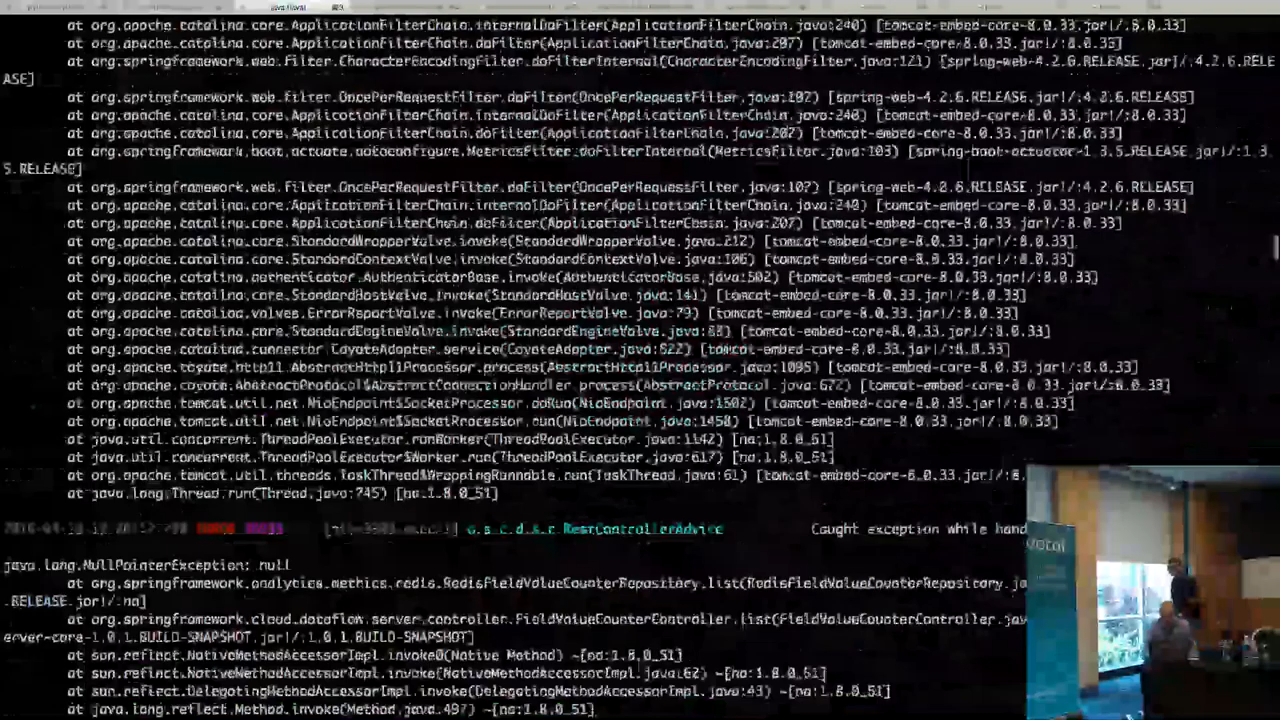 at org.apache.catalina.core.ApplicationFilterChain.internalDoFilter(ApplicationFilterChain.java:240) [tomcat-embed-core-8.0.33.jar!/:8.0.33]
at org.apache.catalina.core.ApplicationFilterChain.doFilter(ApplicationFilterChain.java:207) [tomcat-embed-core-8.0.33.jar!/:8.0.33]
at org.springframework.web.filter.CharacterEncodingFilter.doFilterInternal(CharacterEncodingFilter.java:121) [spring-web-4.2.6.RELEASE.jar!/:4.2.6.RELE
ASE]
at org.springframework.web.filter.OncePerRequestFilter.doFilter(OncePerRequestFilter.java:107) [spring-web-4.2.6.RELEASE.jar!/:4.2.6.RELEASE]
at org.apache.catalina.core.ApplicationFilterChain.internalDoFilter(ApplicationFilterChain.java:240) [tomcat-embed-core-8.0.33.jar!/:8.0.33]
at org.apache.catalina.core.ApplicationFilterChain.doFilter(ApplicationFilterChain.java:207) [tomcat-embed-core-8.0.33.jar!/:8.0.33]
at org.springframework.boot.actuate.autoconfigure.MetricsFilter.doFilterInternal(MetricsFilter.java:103) [spring-boot-actuator-1.3.5.RELEASE.jar!/:1.3.
5.RELEASE]
at org.springframework.web.filter.OncePerRequestFilter.doFilter(OncePerRequestFilter.java:107) [spring-web-4.2.6.RELEASE.jar!/:4.2.6.RELEASE]
at org.apache.catalina.core.ApplicationFilterChain.internalDoFilter(ApplicationFilterChain.java:240) [tomcat-embed-core-8.0.33.jar!/:8.0.33]
at org.apache.catalina.core.ApplicationFilterChain.doFilter(ApplicationFilterChain.java:207) [tomcat-embed-core-8.0.33.jar!/:8.0.33]
at org.apache.catalina.core.StandardWrapperValve.invoke(StandardWrapperValve.java:212) [tomcat-embed-core-8.0.33.jar!/:8.0.33]
at org.apache.catalina.core.StandardContextValve.invoke(StandardContextValve.java:106) [tomcat-embed-core-8.0.33.jar!/:8.0.33]
at org.apache.catalina.authenticator.AuthenticatorBase.invoke(AuthenticatorBase.java:502) [tomcat-embed-core-8.0.33.jar!/:8.0.33]
at org.apache.catalina.core.StandardHostValve.invoke(StandardHostValve.java:141) [tomcat-embed-core-8.0.33.jar!/:8.0.33]
at org.apache.catalina.valves.ErrorReportValve.invoke(ErrorReportValve.java:79) [tomcat-embed-core-8.0.33.jar!/:8.0.33]
at org.apache.catalina.core.StandardEngineValve.invoke(StandardEngineValve.java:88) [tomcat-embed-core-8.0.33.jar!/:8.0.33]
at org.apache.catalina.connector.CoyoteAdapter.service(CoyoteAdapter.java:522) [tomcat-embed-core-8.0.33.jar!/:8.0.33]
at org.apache.coyote.http11.AbstractHttp11Processor.process(AbstractHttp11Processor.java:1095) [tomcat-embed-core-8.0.33.jar!/:8.0.33]
at org.apache.coyote.AbstractProtocol$AbstractConnectionHandler.process(AbstractProtocol.java:672) [tomcat-embed-core-8.0.33.jar!/:8.0.33]
at org.apache.tomcat.util.net.NioEndpoint$SocketProcessor.doRun(NioEndpoint.java:1502) [tomcat-embed-core-8.0.33.jar!/:8.0.33]
at org.apache.tomcat.util.net.NioEndpoint$SocketProcessor.run(NioEndpoint.java:1458) [tomcat-embed-core-8.0.33.jar!/:8.0.33]
at java.util.concurrent.ThreadPoolExecutor.runWorker(ThreadPoolExecutor.java:1142) [na:1.8.0_51]
at java.util.concurrent.ThreadPoolExecutor$Worker.run(ThreadPoolExecutor.java:617) [na:1.8.0_51]
at org.apache.tomcat.util.threads.TaskThread$WrappingRunnable.run(TaskThread.java:61) [tomcat-embed-core-8.0.33.jar!/:8.0.33]
at java.lang.Thread.run(Thread.java:745) [na:1.8.0_51]
o.s.c.d.s.c.RestControllerAdvice Caught exception while hand
java.lang.NullPointerException: null
at org.springframework.analytics.metrics.redis.RedisFieldValueCounterRepository.list(RedisFieldValueCounterRepository.ja
.RELEASE.jar!/:na]
at org.springframework.cloud.dataflow.server.controller.FieldValueCounterController.list(FieldValueCounterController.jav
erver-core-1.0.1.BUILD-SNAPSHOT.jar!/:1.0.1.BUILD-SNAPSHOT]
at sun.reflect.NativeMethodAccessorImpl.invoke0(Native Method) ~[na:1.8.0_51]
at sun.reflect.NativeMethodAccessorImpl.invoke(NativeMethodAccessorImpl.java:62) ~[na:1.8.0_51]
at sun.reflect.DelegatingMethodAccessorImpl.invoke(DelegatingMethodAccessorImpl.java:43) ~[na:1.8.0_51]
at java.lang.reflect.Method.invoke(Method.java:497) ~[na:1.8.0_51]